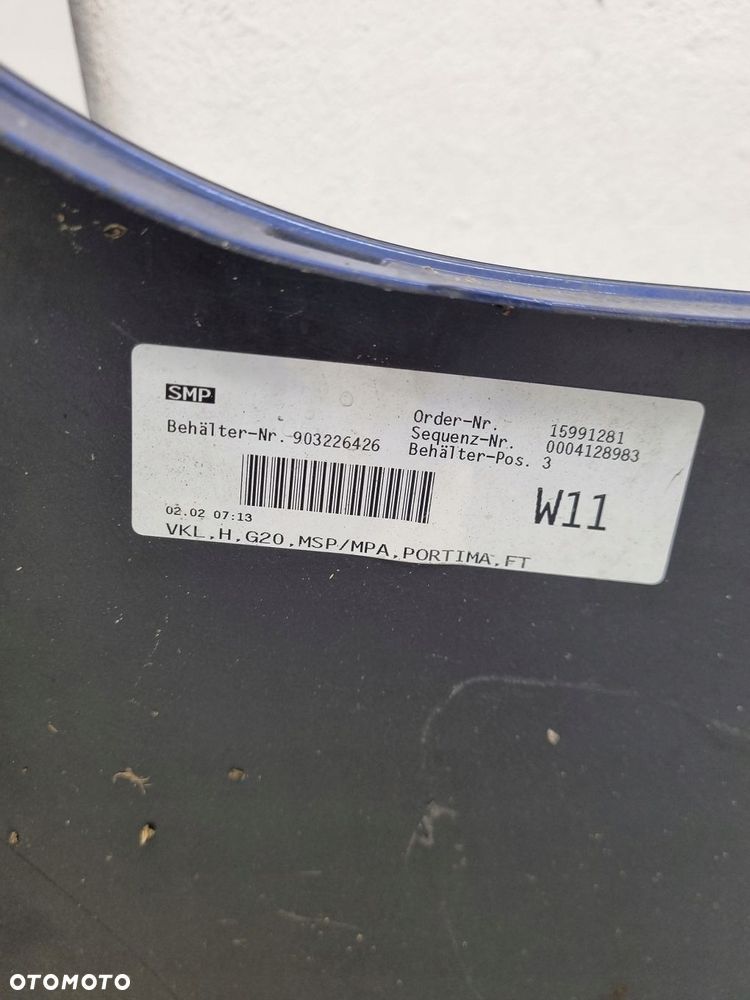 SMP
Order-Nr. 15991281
Behälter-Nr. 903226426 Sequenz-Nr. 0004128983
Behälter-Pos. 3
02.02 07:13
W11
VKL,H,G20,MSP/MPA,PORTIMA,FT
OTOMOTO